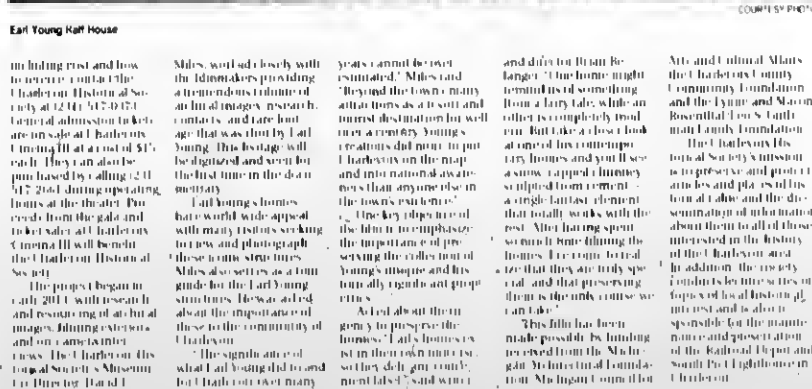 COURTESY PHOTO
Earl Young Half House
including cost and how
to reserve contact the
Charlevoix Historical So-
ciety at (231) 517-0373.
General admission tickets
are on sale at Charlevoix
Cinema III at a cost of $15
each. They can also be
purchased by calling (231)
during operating
hours at the theater. Pro-
ceeds from the gala and
ticket sales at Charlevoix
Cinema III will benefit
the Charlevoix Historical
Society.
The project began in
early 2011 with research
and resourcing of archival
images, filming exteriors
and on camera inter-
views. The Charlevoix His-
torical Society's Museum
Co Director, David L
Miles, worked closely with
the filmmakers providing
a tremendous volume of
archival images, research,
contacts, and rare foot-
age that was shot by Earl
Young. This footage will
be digitized and seen for
the first time in the docu-
mentary.
Earl Young's homes
have world wide appeal
with many visitors seeking
to view and photograph
these iconic structures.
Miles also serves as a tour
guide for the Earl Young
structures. He was asked
about the importance of
these to the community of
Charlevoix.
"The significance of
what Earl Young did to and
for Charlevoix over many
years cannot be over
estimated," Miles said.
"Beyond the town's many
attractions as a resort and
tourist destination for well
over a century, Young's
creations did more to put
Charlevoix on the map
and into national aware-
ness than anyone else in
the town's existence."
One key objective of
the film is to emphasize
the importance of pre-
serving the collection of
Young's unique and his-
torically significant prop-
erties.
Asked about the
urgency to preserve the
homes, "Earl's homes ex-
ist in their own universe,
so they defy any conve-
nient label," said writer
and director Brian Be-
langer. "One home might
remind us of something
from a fairy tale, while an
other is completely mod-
ern. But take a closer look
at one of his contempo-
rary homes and you'll see
a snow capped chimney
sculpted from cement -
a single fantastic element
that totally works with the
rest. After having spent
so much time filming the
homes, I've come to real-
ize that they are truly spe-
cial, and that preserving
them is the only course we
can take."
This film has been
made possible by funding
received from the Michi-
gan Architectural Founda-
tion, Michigan Council for
Arts and Cultural Affairs,
the Charlevoix County
Community Foundation
and the Lynne and Macon
Rosenthal
Family Foundation.
The Charlevoix His-
torical Society's mission
is to preserve and protect
articles and places of his-
torical value and the dis-
semination of information
about them to all of those
interested in the history
of the Charlevoix area.
In addition, the society
conducts lecture series on
topics of local historical
interest and is also re-
sponsible for the mainte-
nance and preservation
of the Railroad Depot and
South Pier Lighthouse in
Charlevoix.